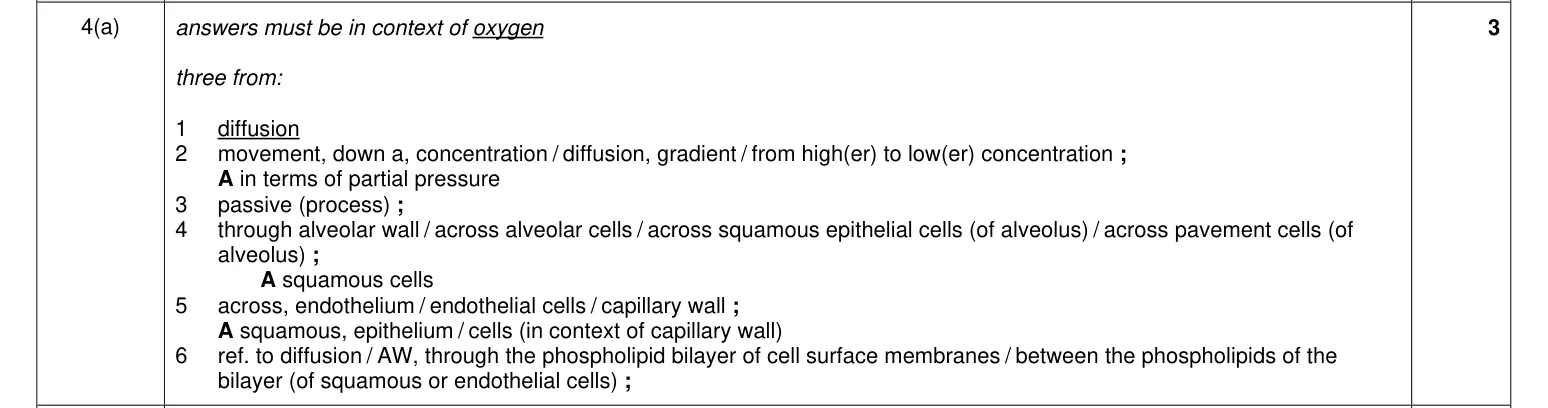 4(a) answers must be in context of oxygen 3
three from:
1 diffusion
2 movement, down a, concentration / diffusion, gradient / from high(er) to low(er) concentration ;
A in terms of partial pressure
3 passive (process) ;
4 through alveolar wall / across alveolar cells / across squamous epithelial cells (of alveolus) / across pavement cells (of
alveolus) ;
A squamous cells
5 across, endothelium / endothelial cells / capillary wall ;
A squamous, epithelium / cells (in context of capillary wall)
6 ref. to diffusion / AW, through the phospholipid bilayer of cell surface membranes / between the phospholipids of the
bilayer (of squamous or endothelial cells) ;